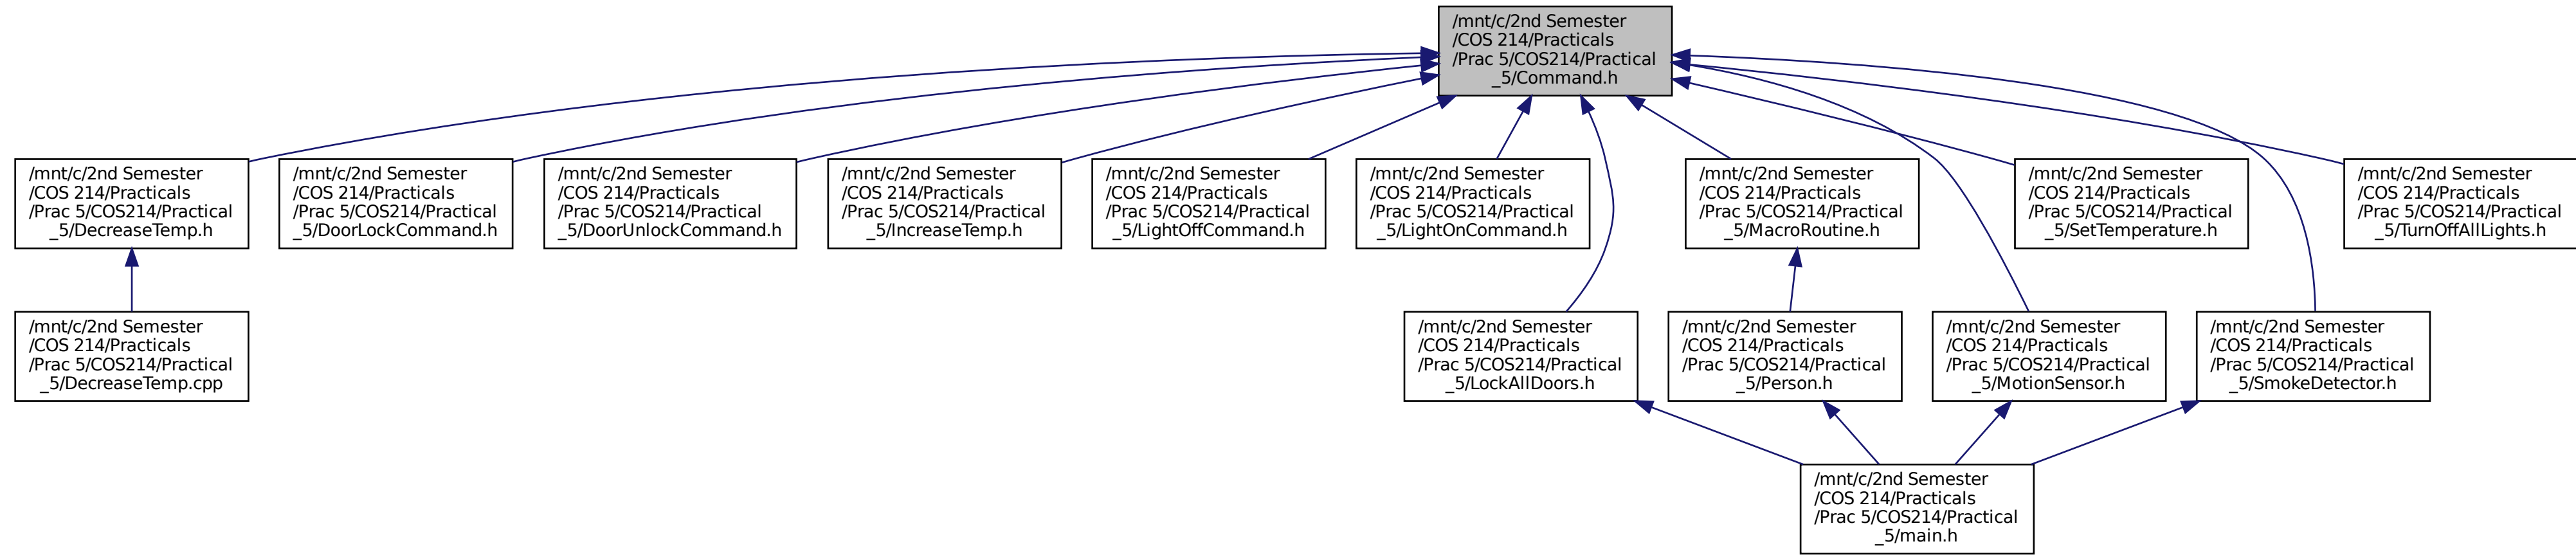 /mnt/c/2nd Semester
/COS 214/Practicals
/Prac 5/COS214/Practical
_5/Command.h
/mnt/c/2nd Semester
/COS 214/Practicals
/Prac 5/COS214/Practical
_5/DecreaseTemp.h
/mnt/c/2nd Semester
/COS 214/Practicals
/Prac 5/COS214/Practical
_5/DoorLockCommand.h
/mnt/c/2nd Semester
/COS 214/Practicals
/Prac 5/COS214/Practical
_5/DoorUnlockCommand.h
/mnt/c/2nd Semester
/COS 214/Practicals
/Prac 5/COS214/Practical
_5/IncreaseTemp.h
/mnt/c/2nd Semester
/COS 214/Practicals
/Prac 5/COS214/Practical
_5/LightOffCommand.h
/mnt/c/2nd Semester
/COS 214/Practicals
/Prac 5/COS214/Practical
_5/LightOnCommand.h
/mnt/c/2nd Semester
/COS 214/Practicals
/Prac 5/COS214/Practical
_5/MacroRoutine.h
/mnt/c/2nd Semester
/COS 214/Practicals
/Prac 5/COS214/Practical
_5/SetTemperature.h
/mnt/c/2nd Semester
/COS 214/Practicals
/Prac 5/COS214/Practical
_5/TurnOffAllLights.h
/mnt/c/2nd Semester
/COS 214/Practicals
/Prac 5/COS214/Practical
_5/DecreaseTemp.cpp
/mnt/c/2nd Semester
/COS 214/Practicals
/Prac 5/COS214/Practical
_5/LockAllDoors.h
/mnt/c/2nd Semester
/COS 214/Practicals
/Prac 5/COS214/Practical
_5/Person.h
/mnt/c/2nd Semester
/COS 214/Practicals
/Prac 5/COS214/Practical
_5/MotionSensor.h
/mnt/c/2nd Semester
/COS 214/Practicals
/Prac 5/COS214/Practical
_5/SmokeDetector.h
/mnt/c/2nd Semester
/COS 214/Practicals
/Prac 5/COS214/Practical
_5/main.h